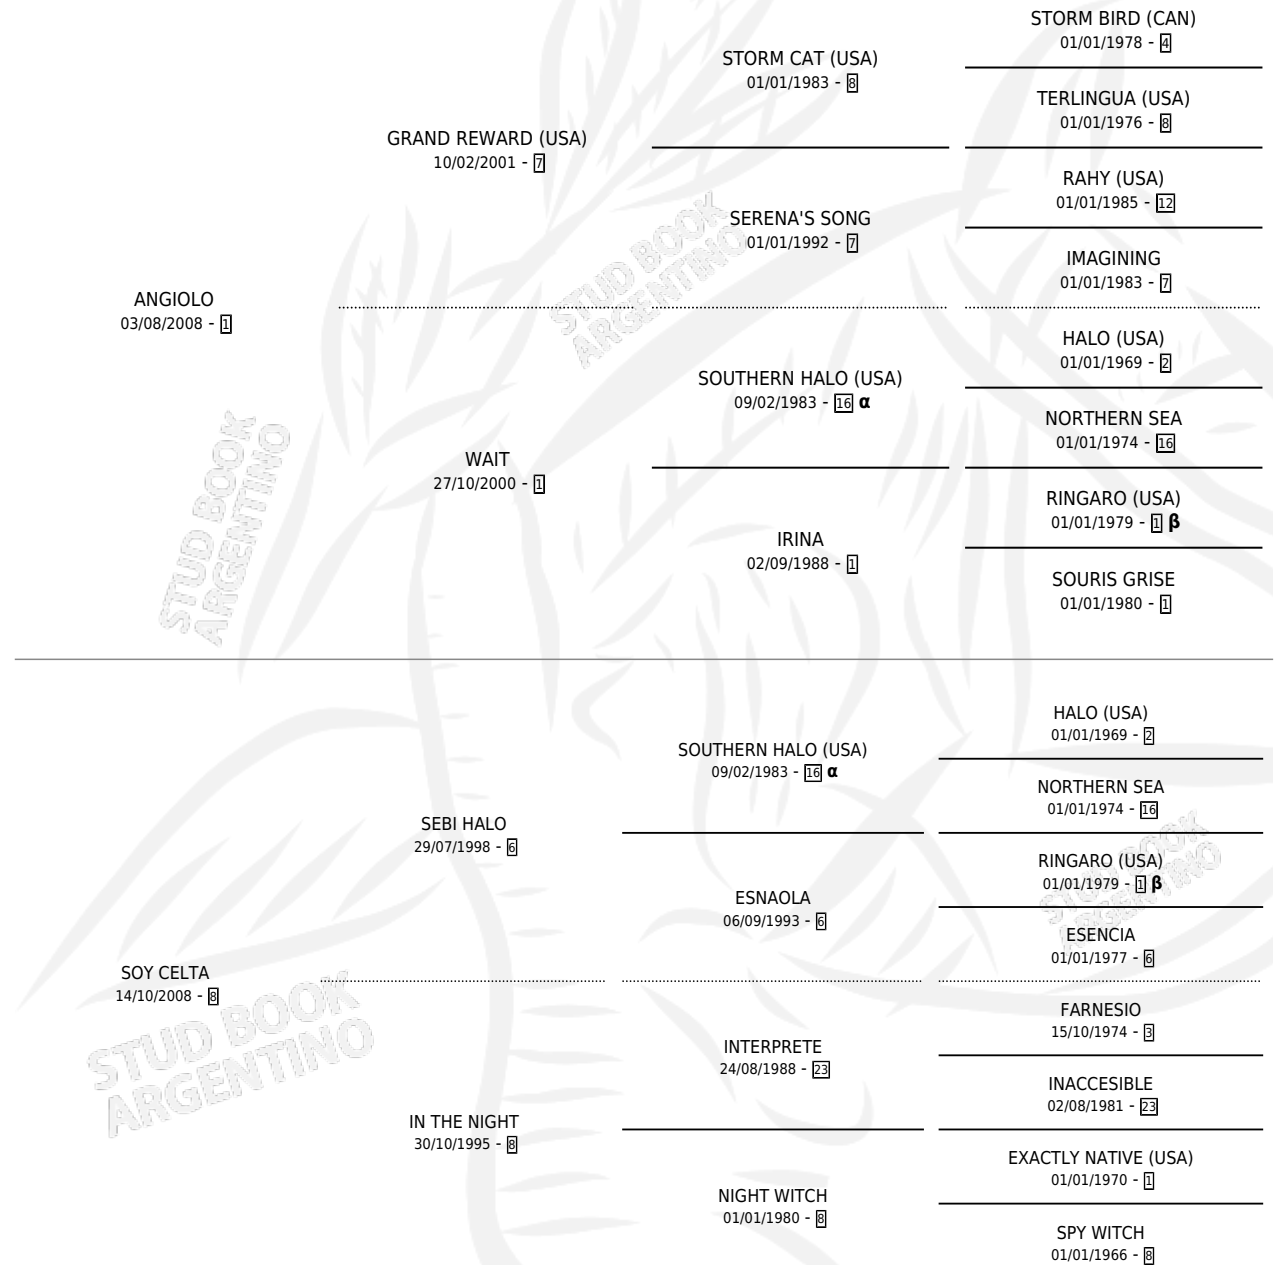 STORM BIRD (CAN)
01/01/1978 - 4
STORM CAT (USA)
01/01/1983 - 8
TERLINGUA (USA)
01/01/1976 - 8
GRAND REWARD (USA)
10/02/2001 - 7
RAHY (USA)
01/01/1985 - 12
SERENA'S SONG
01/01/1992 - 7
IMAGINING
01/01/1983 - 7
ANGIOLO
03/08/2008 - 1
HALO (USA)
01/01/1969 - 2
SOUTHERN HALO (USA)
09/02/1983 - 16 α
NORTHERN SEA
01/01/1974 - 16
WAIT
27/10/2000 - 1
RINGARO (USA)
01/01/1979 - 1 β
IRINA
02/09/1988 - 1
SOURIS GRISE
01/01/1980 - 1
HALO (USA)
01/01/1969 - 2
SOUTHERN HALO (USA)
09/02/1983 - 16 α
NORTHERN SEA
01/01/1974 - 16
SEBI HALO
29/07/1998 - 6
RINGARO (USA)
01/01/1979 - 1 β
ESNAOLA
06/09/1993 - 6
ESENCIA
01/01/1977 - 6
SOY CELTA
14/10/2008 - 8
FARNESIO
15/10/1974 - 3
INTERPRETE
24/08/1988 - 23
INACCESIBLE
02/08/1981 - 23
IN THE NIGHT
30/10/1995 - 8
EXACTLY NATIVE (USA)
01/01/1970 - 1
NIGHT WITCH
01/01/1980 - 8
SPY WITCH
01/01/1966 - 8
STUD BOOK
ARGENTINO
STUD BOOK
ARGENTINO
STUD BOOK
ARGENTINO
STUD BOOK
ARGENTINO